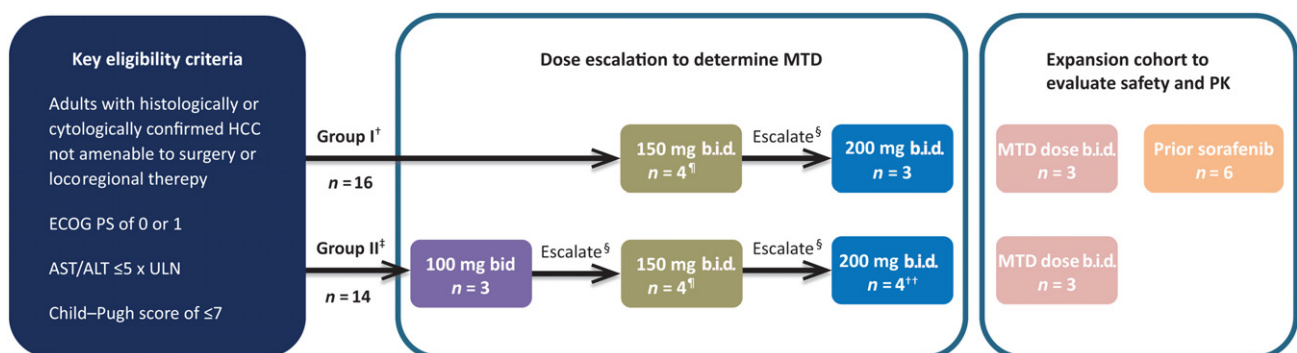 Key eligibility criteria
Adults with histologically or
cytologically confirmed HCC
not amenable to surgery or
locoregional therepy
ECOG PS of 0 or 1
AST/ALT ≤5 x ULN
Child–Pugh score of ≤7
Group I†
n = 16
Group II‡
n = 14
Dose escalation to determine MTD
150 mg b.i.d.
n = 4¶
Escalate§
200 mg b.i.d.
n = 3
100 mg bid
n = 3
Escalate§
150 mg b.i.d.
n = 4¶
Escalate§
200 mg b.i.d.
n = 4††
Expansion cohort to
evaluate safety and PK
MTD dose b.i.d.
n = 3
Prior sorafenib
n = 6
MTD dose b.i.d.
n = 3